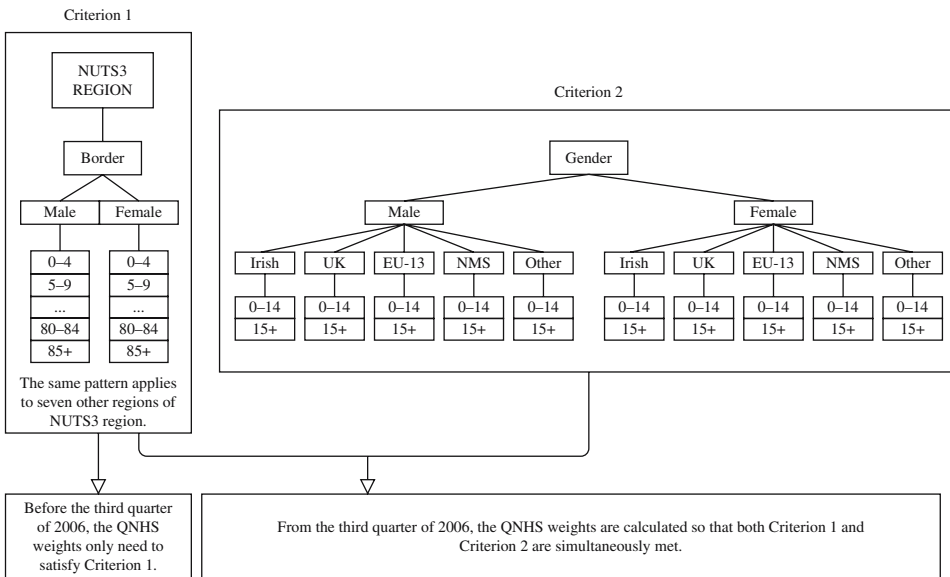 Criterion 1
NUTS3
REGION
Border
Male Female
0–4 0–4
5–9 5–9
... ...
80–84 80–84
85+ 85+
The same pattern applies
to seven other regions of
NUTS3 region.
Criterion 2
Gender
Male Female
Irish UK EU-13 NMS Other Irish UK EU-13 NMS Other
0–14 0–14 0–14 0–14 0–14 0–14 0–14 0–14 0–14 0–14
15+ 15+ 15+ 15+ 15+ 15+ 15+ 15+ 15+ 15+
Before the third quarter
of 2006, the QNHS
weights only need to
satisfy Criterion 1.
From the third quarter of 2006, the QNHS weights are calculated so that both Criterion 1 and
Criterion 2 are simultaneously met.